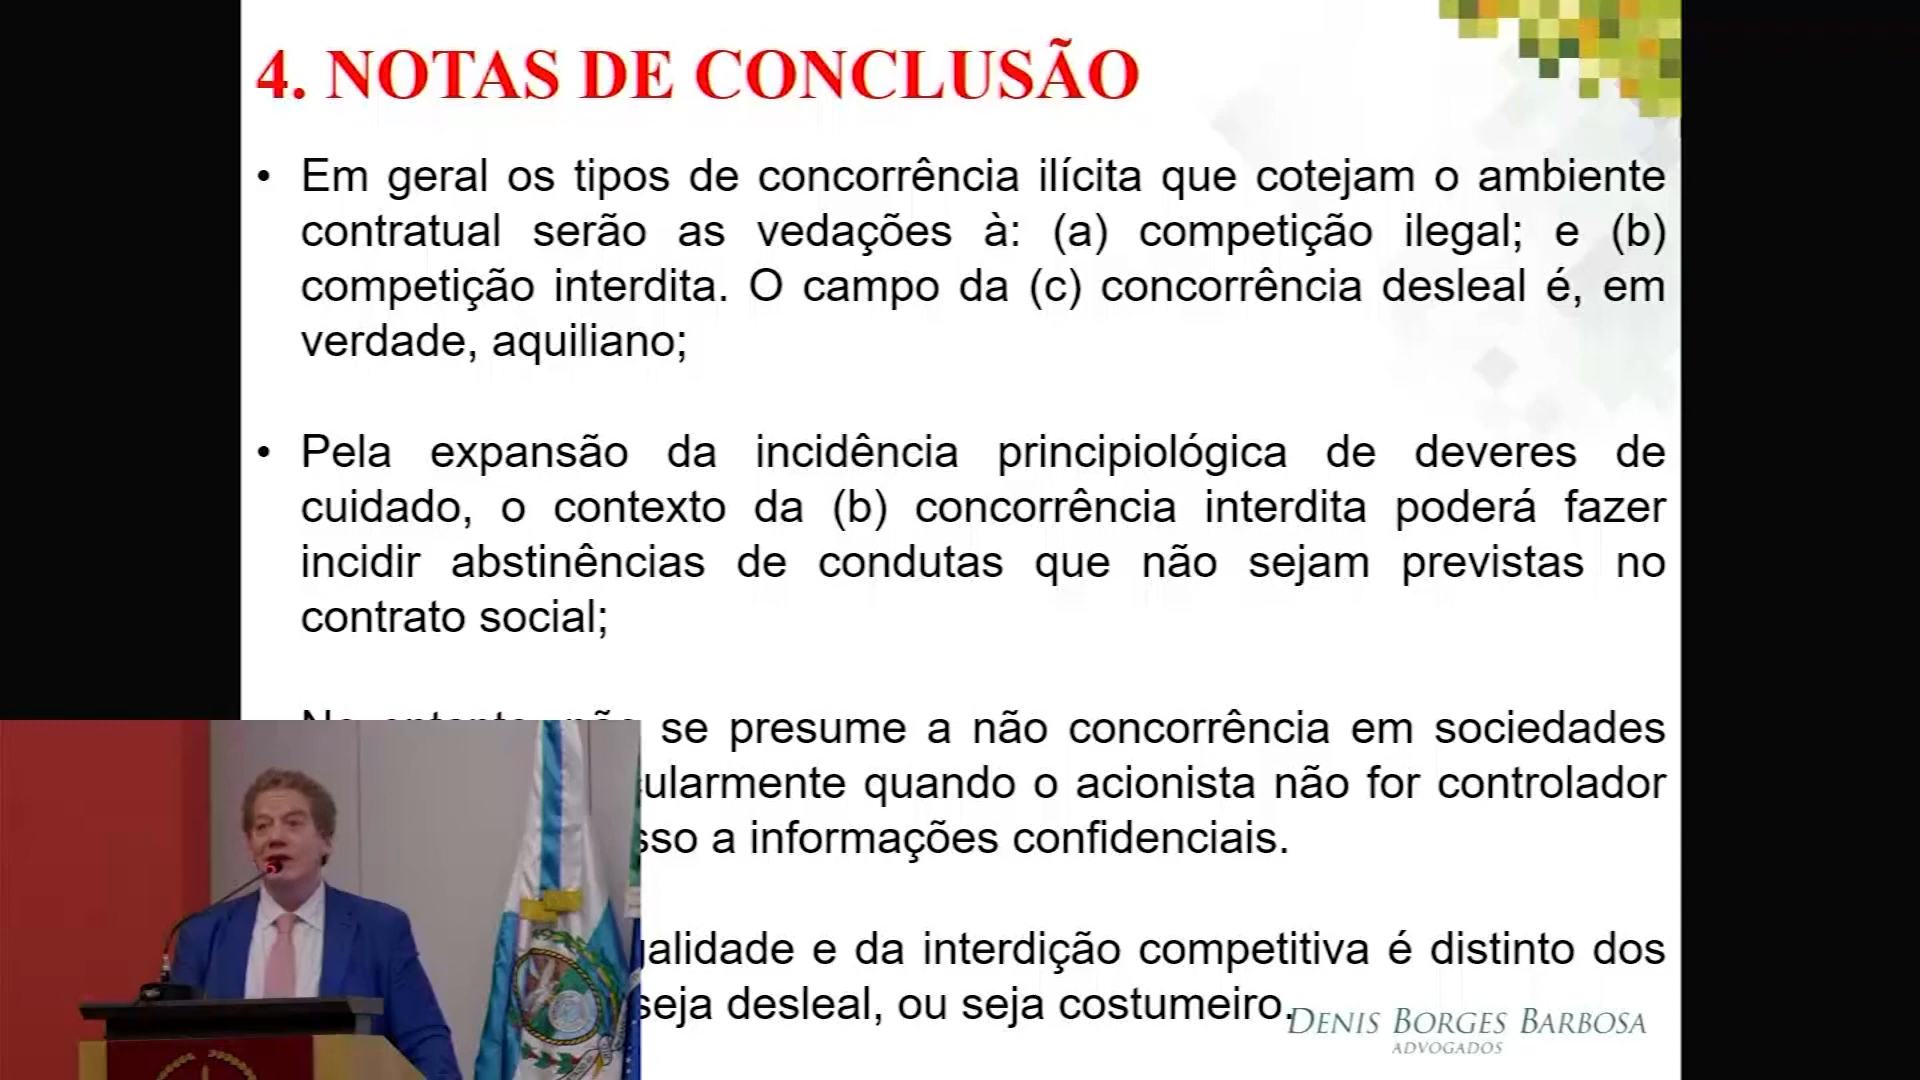 4. NOTAS DE CONCLUSÃO
• Em geral os tipos de concorrência ilícita que cotejam o ambiente
contratual serão as vedações à: (a) competição ilegal; e (b)
competição interdita. O campo da (c) concorrência desleal é, em
verdade, aquiliano;
• Pela expansão da incidência principiológica de deveres de
cuidado, o contexto da (b) concorrência interdita poderá fazer
incidir abstinências de condutas que não sejam previstas no
contrato social;
No entanto, não se presume a não concorrência em sociedades
quando o acionista não for controlador
a informações confidenciais.
e da interdição competitiva é distinto dos
seja desleal, ou seja costumeiro.
DENIS BORGES BARBOSA
ADVOGADOS